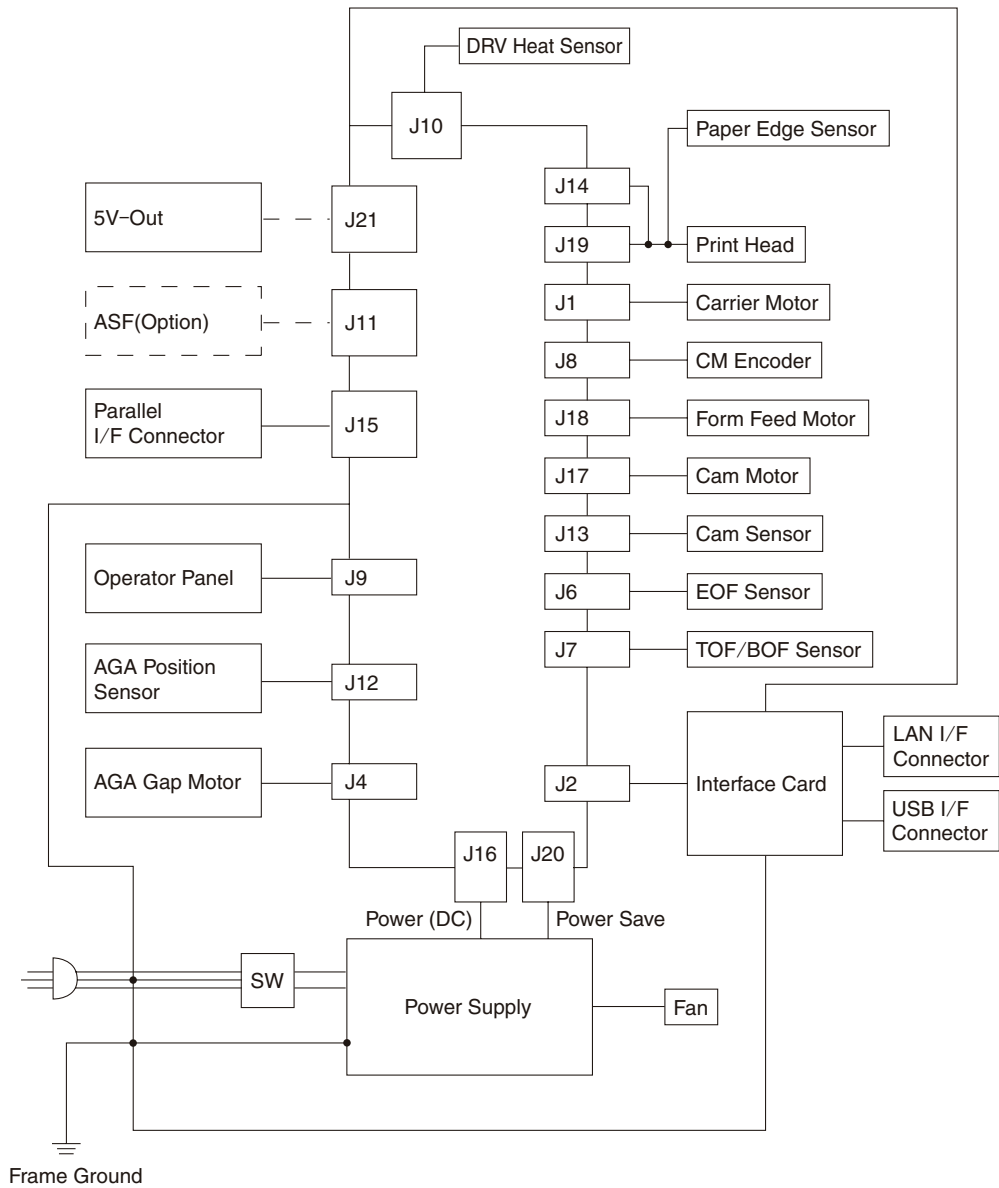 DRV Heat Sensor
J10
Paper Edge Sensor
J14
5V-Out
J21
J19
Print Head
ASF(Option)
J11
J1
Carrier Motor
J8
CM Encoder
Parallel
I/F Connector
J15
J18
Form Feed Motor
J17
Cam Motor
J13
Cam Sensor
Operator Panel
J9
J6
EOF Sensor
J7
TOF/BOF Sensor
AGA Position
Sensor
J12
LAN I/F
Connector
AGA Gap Motor
J4
J2
Interface Card
USB I/F
Connector
J16
J20
Power (DC)
Power Save
SW
Power Supply
Fan
Frame Ground